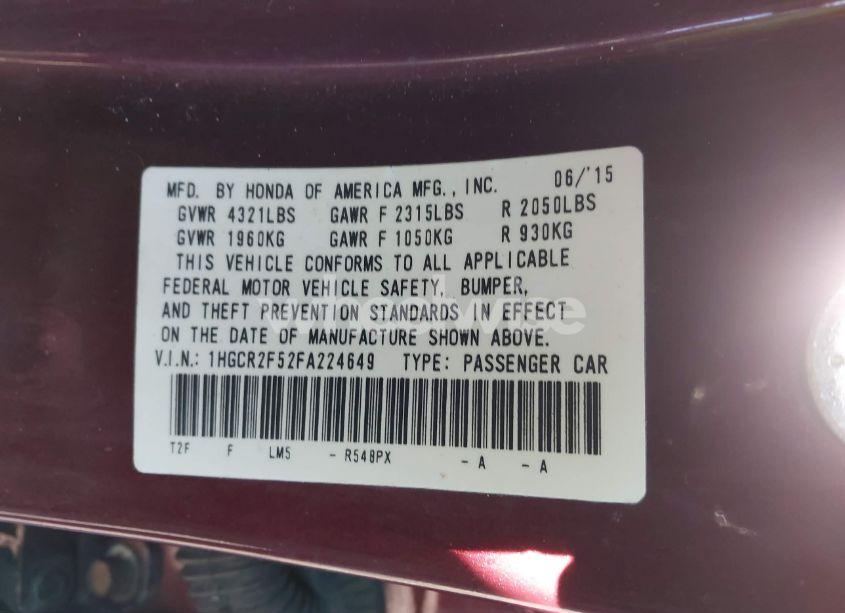 MFD. BY HONDA OF AMERICA MFG., INC. 06/'15
GVWR 4321LBS GAWR F 2315LBS R 2050LBS
GVWR 1960KG GAWR F 1050KG R 930KG
THIS VEHICLE CONFORMS TO ALL APPLICABLE
FEDERAL MOTOR VEHICLE SAFETY, BUMPER,
AND THEFT PREVENTION STANDARDS IN EFFECT
ON THE DATE OF MANUFACTURE SHOWN ABOVE.
V.I.N.: 1HGCR2F52FA224649 TYPE: PASSENGER CAR
T2F F LM5 - R548PX - A - A